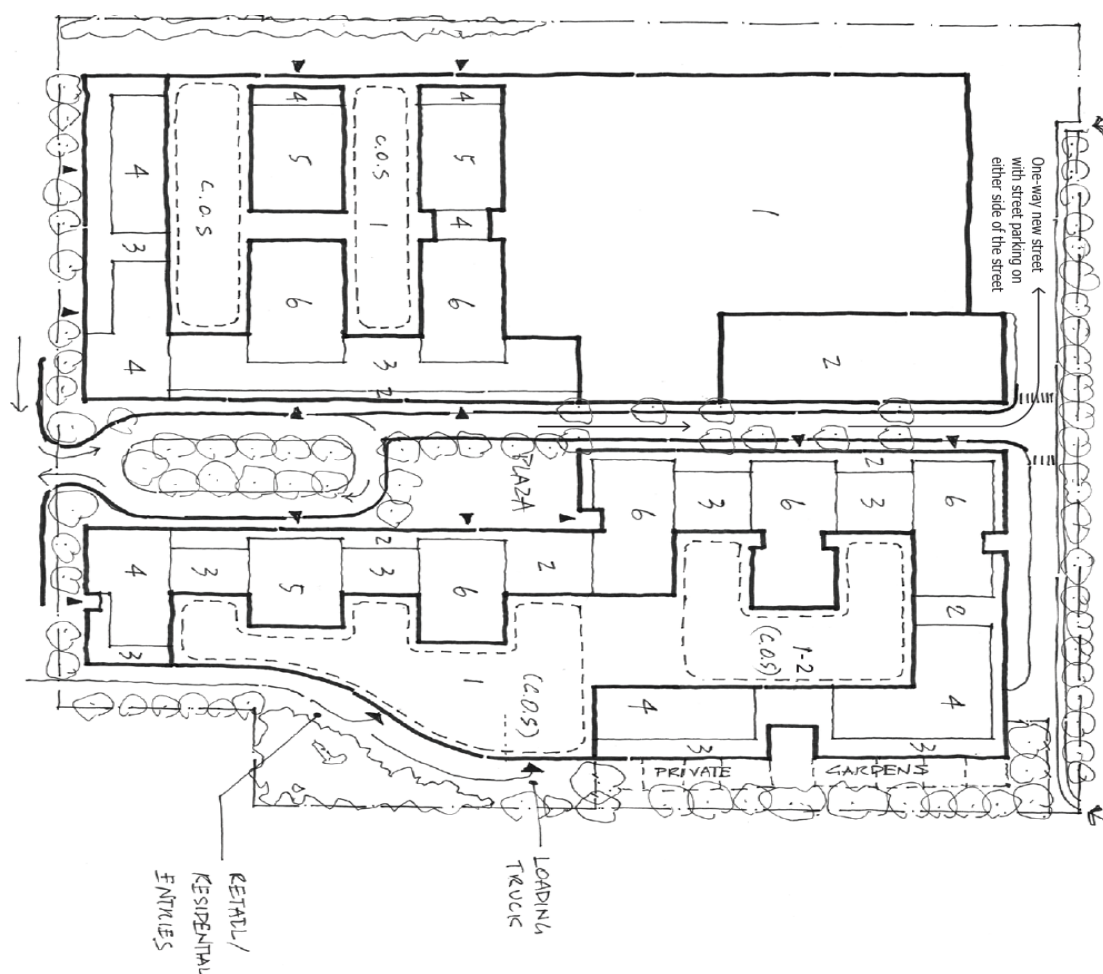 One-way new street
with street parking on
either side of the street
4
4
C.O.S
5
C.O.S
5
4
1
1
3
4
6
6
4
3
2
2
PLAZA
2
6
3
6
3
6
4
3
2
5
3
6
2
2
3
1
(C.O.S)
1-2
(C.O.S)
4
4
3
3
PRIVATE
GARDENS
RETAIL/
RESIDENTIAL
ENTRIES
LOADING
TRUCK